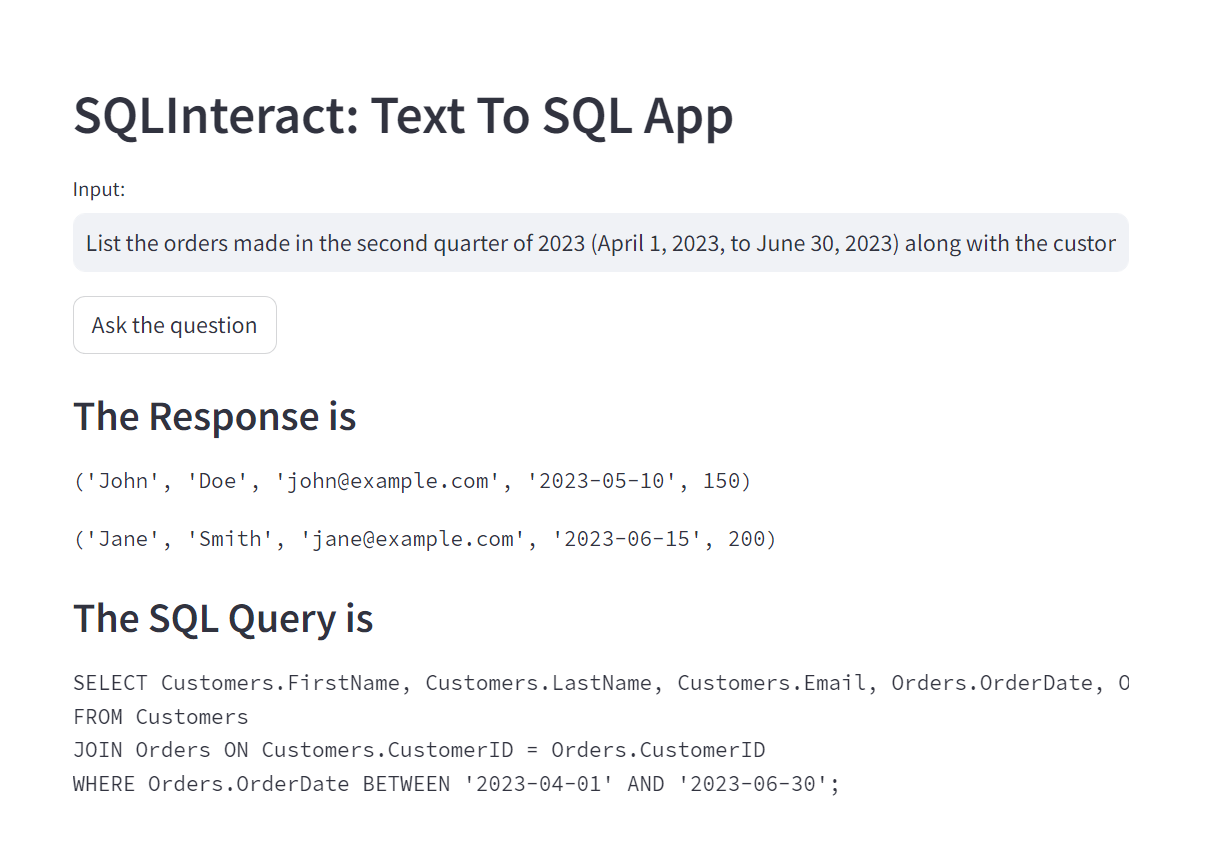 SQLInteract: Text To SQL App
Input:
List the orders made in the second quarter of 2023 (April 1, 2023, to June 30, 2023) along with the custor
Ask the question
The Response is
('John', 'Doe', 'john@example.com', '2023-05-10', 150)
('Jane', 'Smith', 'jane@example.com', '2023-06-15', 200)
The SQL Query is
SELECT Customers.FirstName, Customers.LastName, Customers.Email, Orders.OrderDate, O
FROM Customers
JOIN Orders ON Customers.CustomerID = Orders.CustomerID
WHERE Orders.OrderDate BETWEEN '2023-04-01' AND '2023-06-30';